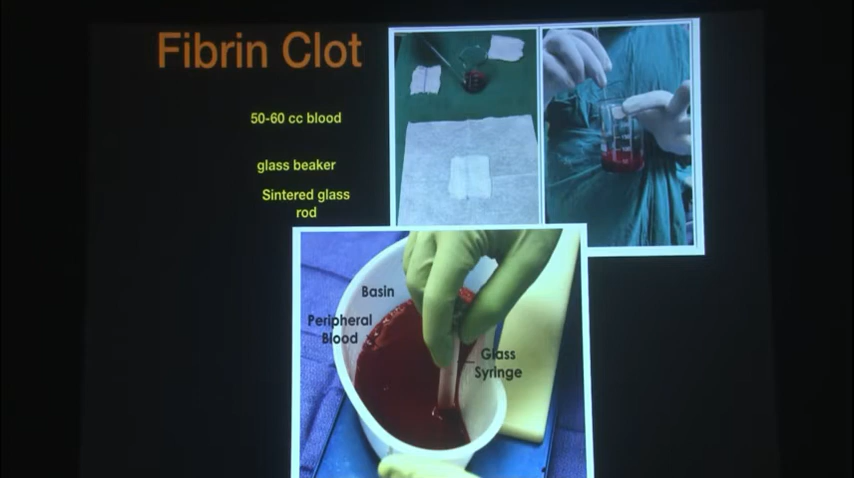 Fibrin Clot
50-60 cc blood
glass beaker
Sintered glass
rod
Basin
Peripheral
Blood
Glass
Syringe